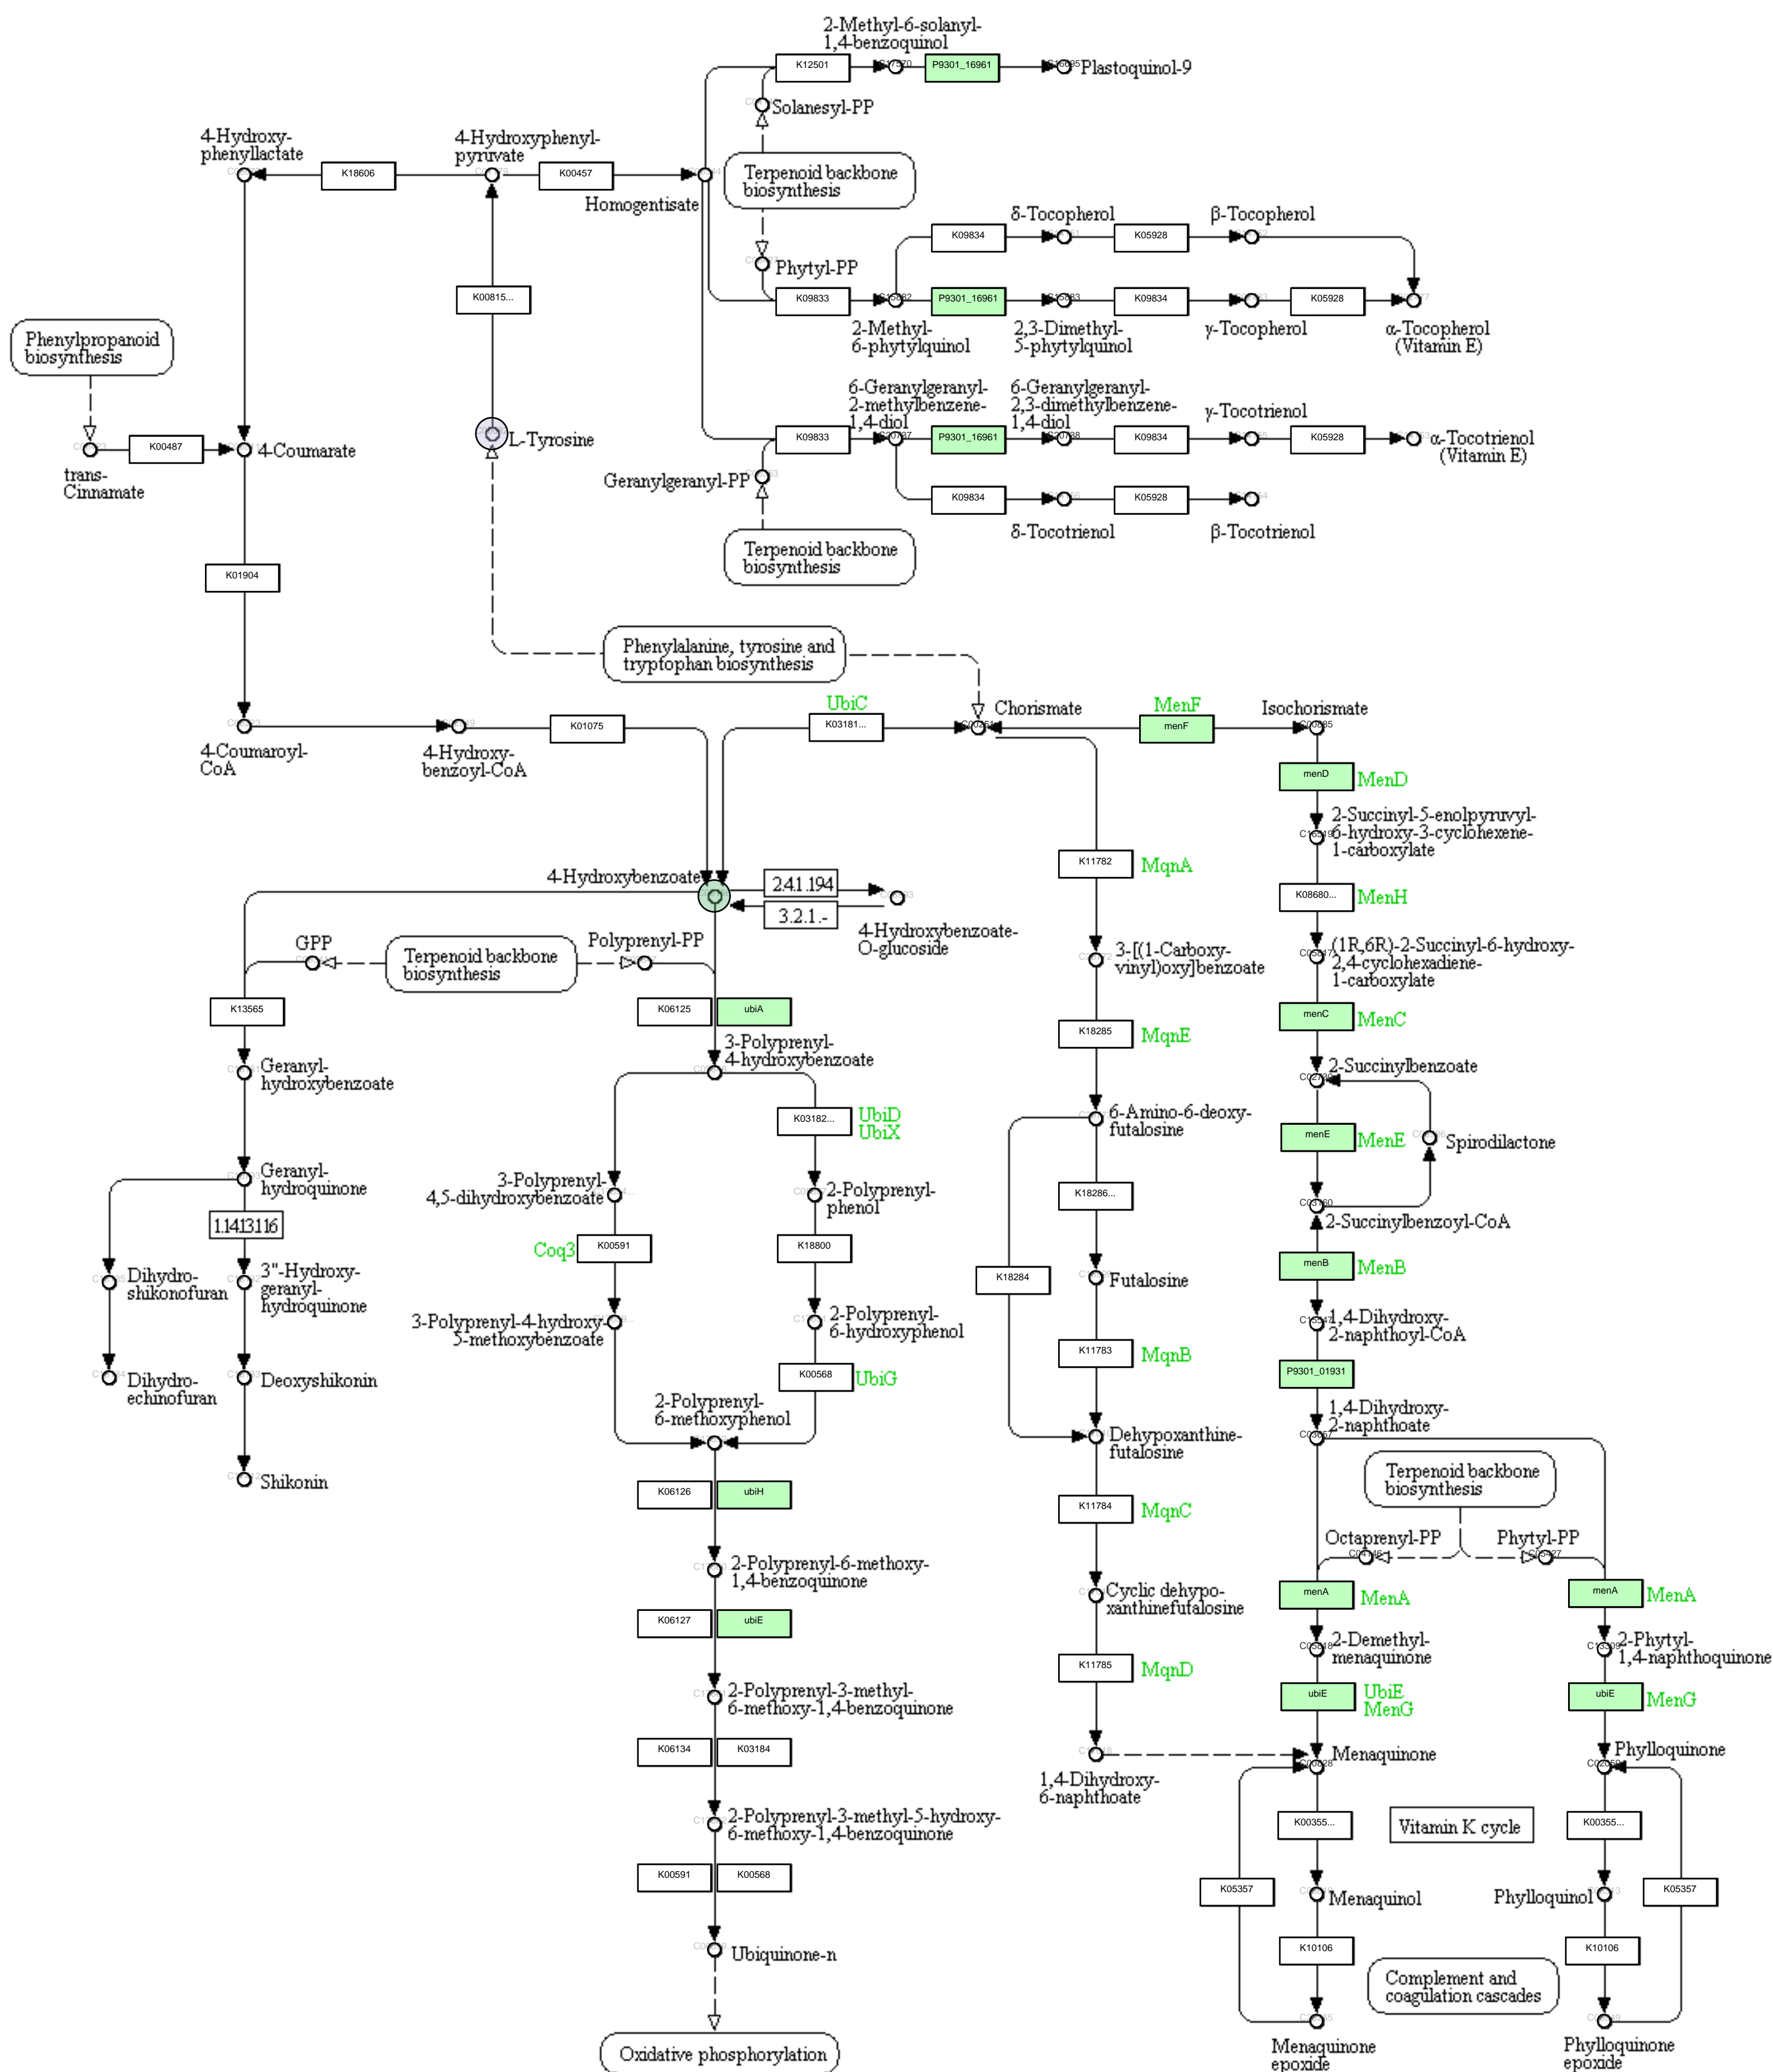 2-Methyl-6-solanyl-
1,4-benzoquinol
K12501
P9301_16961
Plastoquinol-9
Solanesyl-PP
4-Hydroxy-
phenyllactate
4-Hydroxyphenyl-
pyruvate
K18606
K00457
Homogentisate
Terpenoid backbone
biosynthesis
δ-Tocopherol
β-Tocopherol
K09834
K05928
Phytyl-PP
K00815...
K09833
P9301_16961
K09834
K05928
2-Methyl-
6-phytylquinol
2,3-Dimethyl-
5-phytylquinol
γ-Tocopherol
α-Tocopherol
(Vitamin E)
Phenylpropanoid
biosynthesis
6-Geranylgeranyl-
2-methylbenzene-
1,4-diol
6-Geranylgeranyl-
2,3-dimethylbenzene-
1,4-diol
γ-Tocotrienol
L-Tyrosine
K09833
P9301_16961
K09834
K05928
α-Tocotrienol
(Vitamin E)
K00487
4-Coumarate
trans-
Cinnamate
Geranylgeranyl-PP
K09834
K05928
δ-Tocotrienol
β-Tocotrienol
Terpenoid backbone
biosynthesis
K01904
Phenylalanine, tyrosine and
tryptophan biosynthesis
UbiC
K03181...
Chorismate
C00251
MenF
menF
Isochorismate
C00885
K01075
4-Coumaroyl-
CoA
4-Hydroxy-
benzoyl-CoA
menD
MenD
2-Succinyl-5-enolpyruvyl-
6-hydroxy-3-cyclohexene-
1-carboxylate
K11782
MqnA
4-Hydroxybenzoate
2.4.1.194
3.2.1.-
4-Hydroxybenzoate-
O-glucoside
K08680...
MenH
GPP
Terpenoid backbone
biosynthesis
Polyprenyl-PP
3-[(1-Carboxy-
vinyl)oxy]benzoate
(1R,6R)-2-Succinyl-6-hydroxy-
2,4-cyclohexadiene-
1-carboxylate
K13565
K06125
ubiA
K18285
MqnE
menC
MenC
3-Polyprenyl-
4-hydroxybenzoate
Geranyl-
hydroxybenzoate
2-Succinylbenzoate
K03182...
UbiD
UbiX
6-Amino-6-deoxy-
futalosine
menE
MenE
Spirodilactone
Geranyl-
hydroquinone
3-Polyprenyl-
4,5-dihydroxybenzoate
2-Polyprenyl-
phenol
K18286...
C03160
2-Succinylbenzoyl-CoA
1.14.13.116
Coq3
K00591
K18800
K18284
menB
MenB
Dihydro-
shikonofuran
3"-Hydroxy-
geranyl-
hydroquinone
Futalosine
3-Polyprenyl-4-hydroxy-
5-methoxybenzoate
2-Polyprenyl-
6-hydroxyphenol
1,4-Dihydroxy-
2-naphthoyl-CoA
K11783
MqnB
K00568
UbiG
P9301_01931
Dihydro-
echinofuran
Deoxyshikonin
2-Polyprenyl-
6-methoxyphenol
1,4-Dihydroxy-
2-naphthoate
C03657
Dehypoxanthine-
futalosine
Shikonin
Terpenoid backbone
biosynthesis
K06126
ubiH
K11784
MqnC
Octaprenyl-PP
Phytyl-PP
2-Polyprenyl-6-methoxy-
1,4-benzoquinone
Cyclic dehypo-
xanthinefutalosine
menA
MenA
menA
MenA
K06127
ubiE
2-Demethyl-
menaquinone
2-Phytyl-
1,4-naphthoquinone
K11785
MqnD
2-Polyprenyl-3-methyl-
6-methoxy-1,4-benzoquinone
ubiE
UbiE
MenG
ubiE
MenG
K06134
K03184
Menaquinone
Phylloquinone
1,4-Dihydroxy-
6-naphthoate
2-Polyprenyl-3-methyl-5-hydroxy-
6-methoxy-1,4-benzoquinone
K00355...
Vitamin K cycle
K00355...
K00591
K00568
K05357
Menaquinol
Phylloquinol
K05357
Ubiquinone-n
K10106
K10106
Complement and
coagulation cascades
Oxidative phosphorylation
Menaquinone
epoxide
Phylloquinone
epoxide